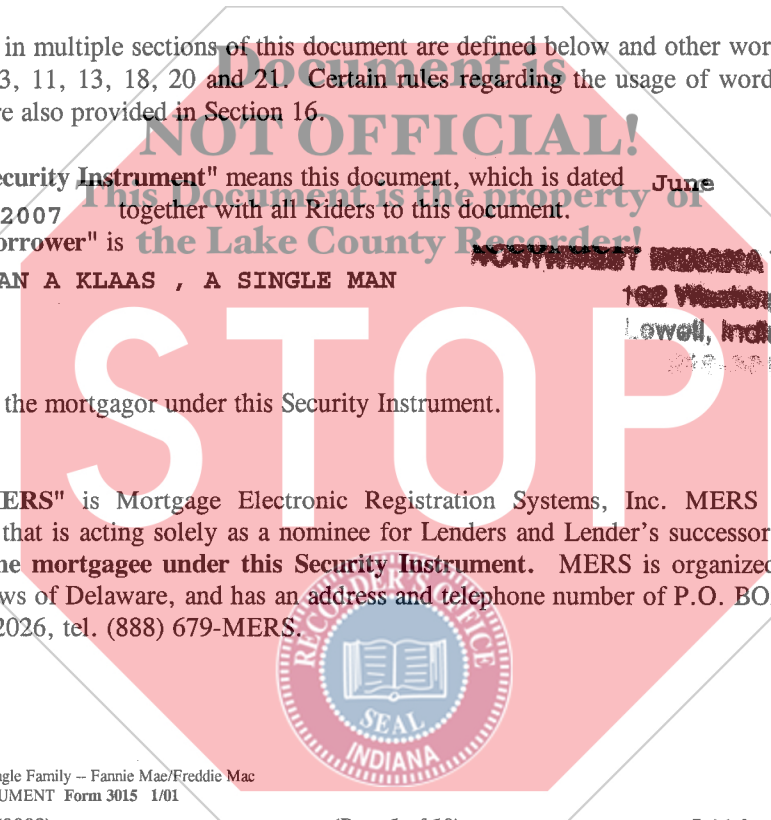 in multiple sections of this document are defined below and other wor
Document is
3, 11, 13, 18, 20 and 21. Certain rules regarding the usage of word
re also provided in Section 16.
NOT OFFICIAL!
ecurity Instrument" means this document, which is dated June
This Document is the property of
2007 together with all Riders to this document.
orrower" is
the Lake County Recorder!
AN A KLAAS , A SINGLE MAN
Lowell, Indi
STOP
the mortgagor under this Security Instrument.
ERS" is Mortgage Electronic Registration Systems, Inc. MERS
that is acting solely as a nominee for Lenders and Lender's successor
he mortgagee under this Security Instrument. MERS is organized
ws of Delaware, and has an address and telephone number of P.O. BO
2026, tel. (888) 679-MERS.
RECORDER'S OFFICE
SEAL
INDIANA
ngle Family -- Fannie Mae/Freddie Mac
UMENT Form 3015 1/01